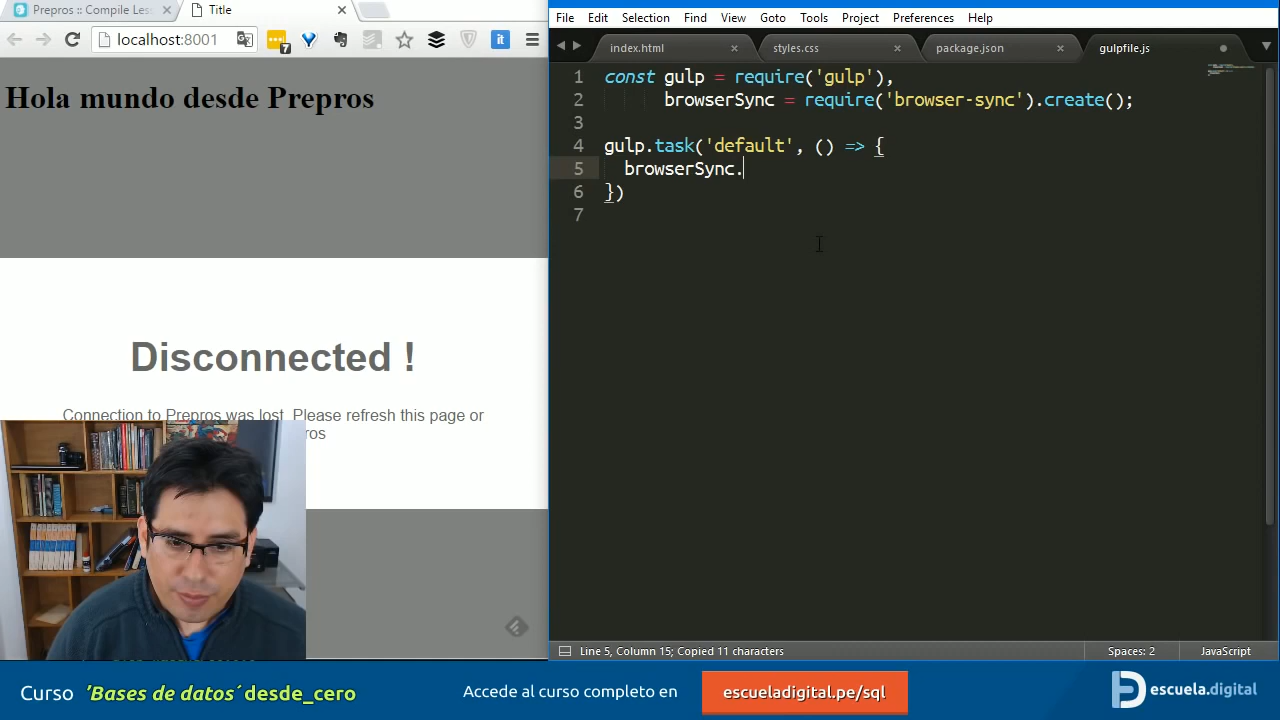 Prepros :: Compile Less
Title
localhost:8001
7
it
Hola mundo desde Prepros
Disconnected !
Connection to Prepros was lost. Please refresh this page or
ros
File Edit Selection Find View Goto Tools Project Preferences Help
index.html
styles.css
package.json
gulpfile.js
1 const gulp = require('gulp'),
2 browserSync = require('browser-sync').create();
3
4 gulp.task('default', () => {
5 browserSync.
6 })
7
Line 5, Column 15; Copied 11 characters
Spaces: 2
JavaScript
Curso 'Bases de datos´ desde_cero
Accede al curso completo en
escueladigital.pe/sql
escuela.digital